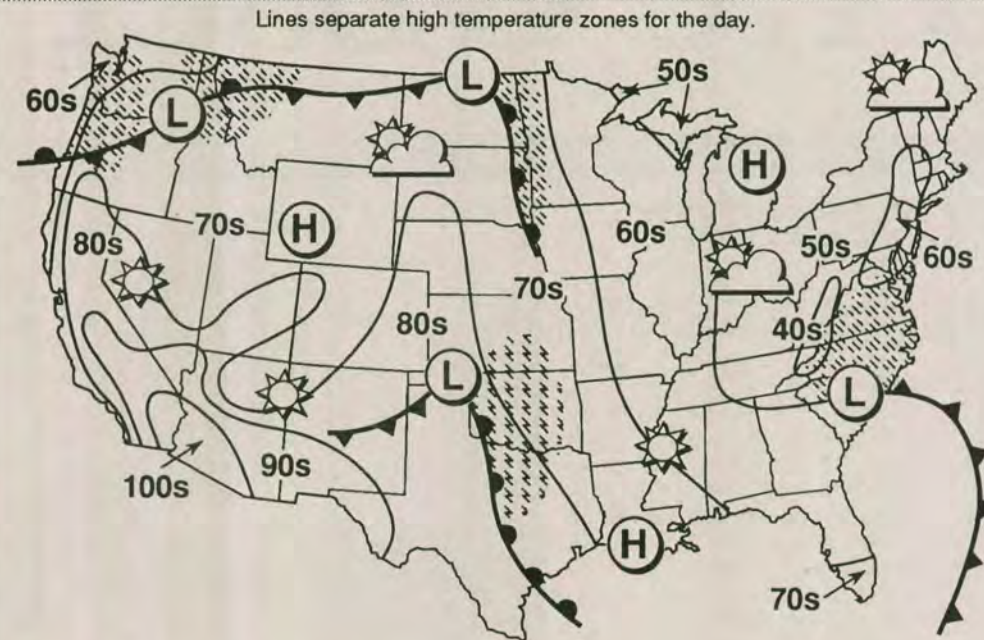 Lines separate high temperature zones for the day.
L
50s
60s
L
H
80s
70s
H
60s
50s
60s
70s
80s
40s
L
L
90s
100s
H
70s